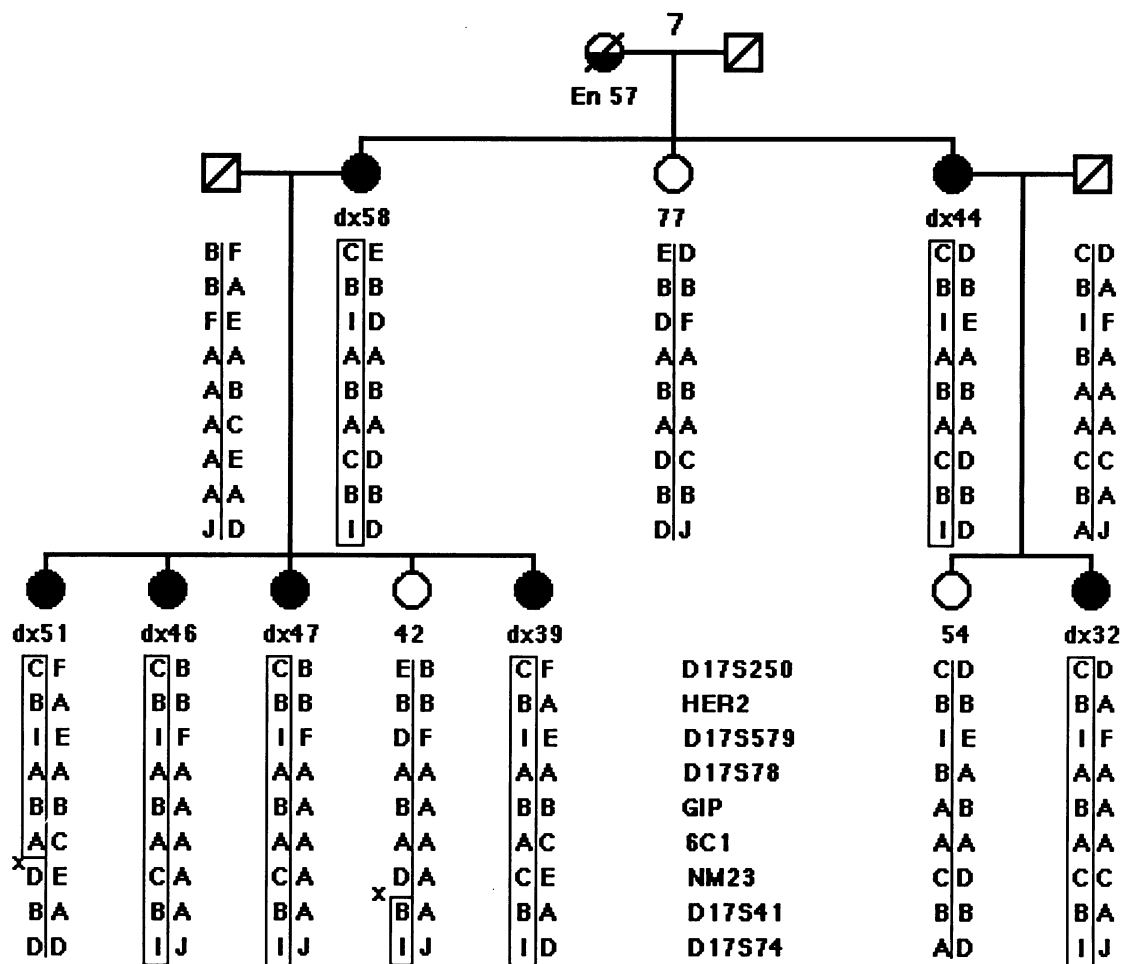 7
En 57
dx58 77 dx44
B F C E E D C D C D
B A B B B B B B B A
F E I D D F I E I F
A A A A A A A A B A
A B B B B B B B A A
A C A A A A A A A A
A E C D D C C D C C
A A B B B B B B B A
J D I D D J I D A J
dx51 dx46 dx47 42 dx39 54 dx32
C F C B C B E B C F D17S250 C D C D
B A B B B B B B B A HER2 B B B A
I E I F I F D F I E D17S579 I E I F
A A A A A A A A A A D17S78 B A A A
B B B A B A B A B B GIP A B B A
A C A A A A A A A C 6C1 A A A A
x D E C A C A D A C E NM23 C D C C
B A B A B A x B A B A D17S41 B B B A
D D I J I J I J I D D17S74 A D I J